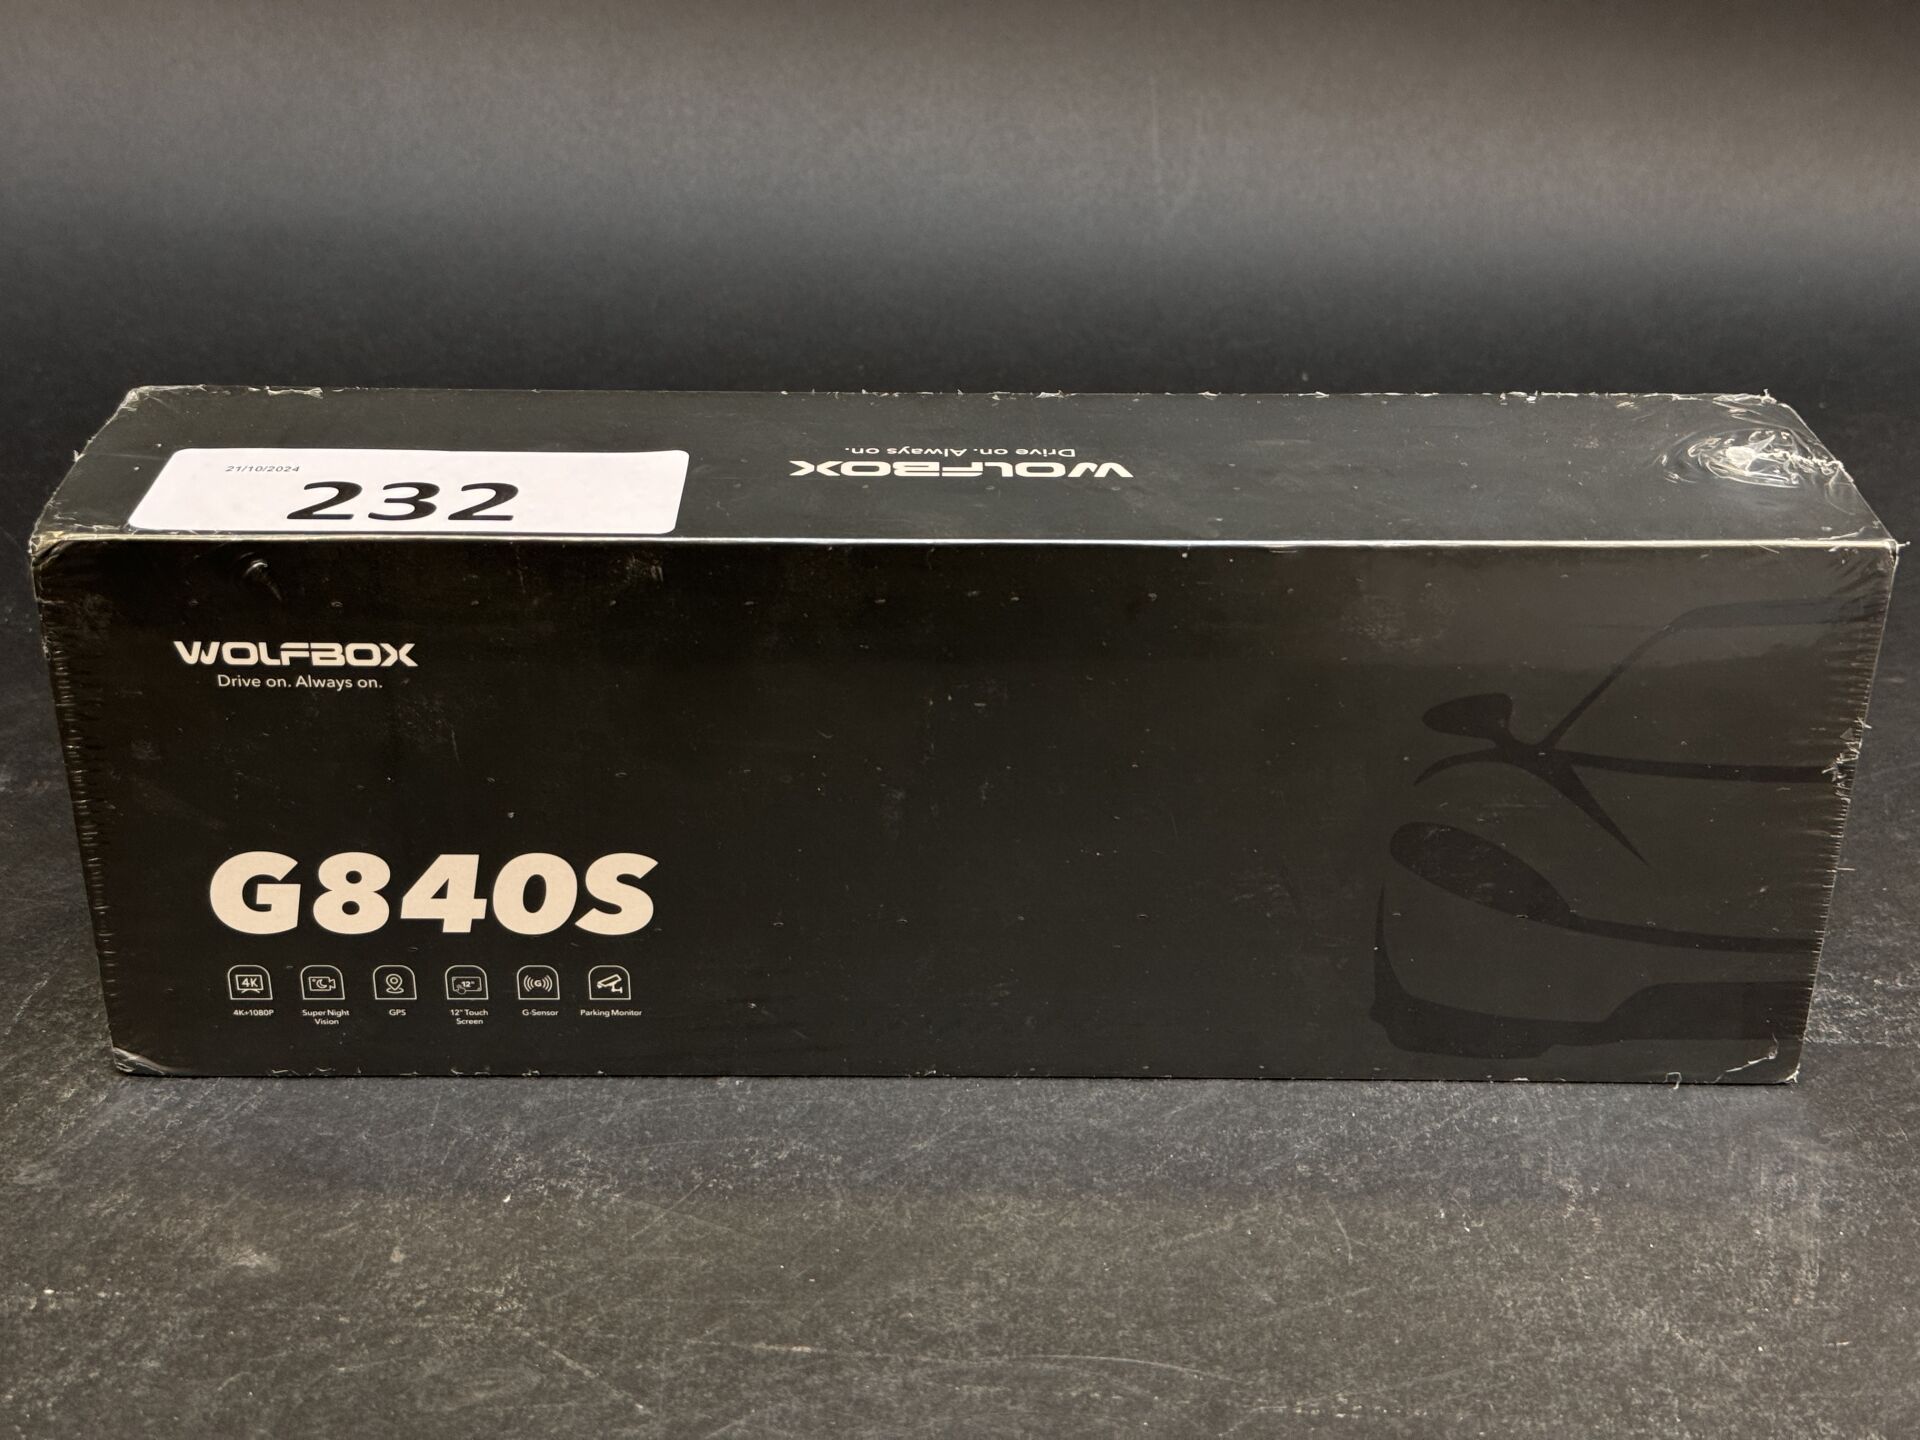 21/10/2024
232
WOLFBOX
Drive on. Always on.
WOLFBOX
Drive on. Always on.
G840S
4K
12"
G
4K+1080P
Super Night
Vision
GPS
12" Touch
Screen
G-Sensor
Parking Monitor